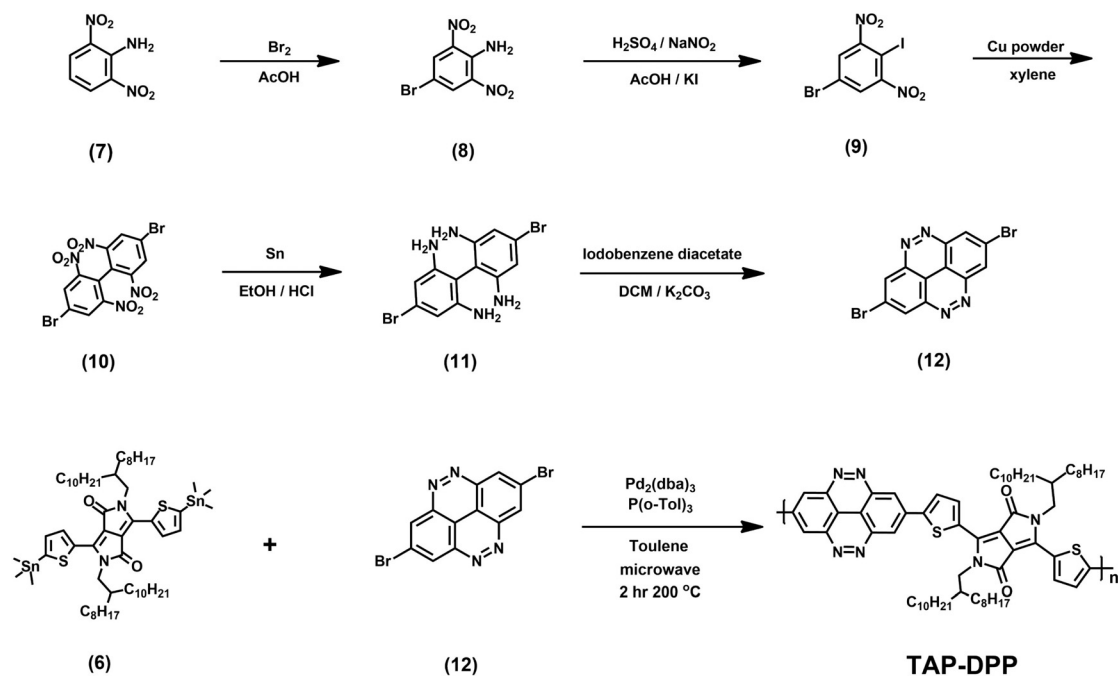 NO2
NH2
NO2
(7)
Br2
AcOH
NO2
NH2
Br
NO2
(8)
H2SO4 / NaNO2
AcOH / KI
NO2
I
Br
NO2
(9)
Cu powder
xylene
Br
O2N
NO2
NO2
NO2
Br
(10)
Sn
EtOH / HCl
Br
H2N
NH2
NH2
NH2
Br
(11)
Iodobenzene diacetate
DCM / K2CO3
N N
Br
Br
N N
(12)
C8H17
C10H21
Sn
S
O
N
N
O
S
Sn
C10H21
C8H17
(6)
+
N N
Br
Br
N N
(12)
Pd2(dba)3
P(o-Tol)3
Toulene
microwave
2 hr 200 °C
C10H21 C8H17
N N
O
N
S
S
n
N N
N
O
C10H21 C8H17
TAP-DPP